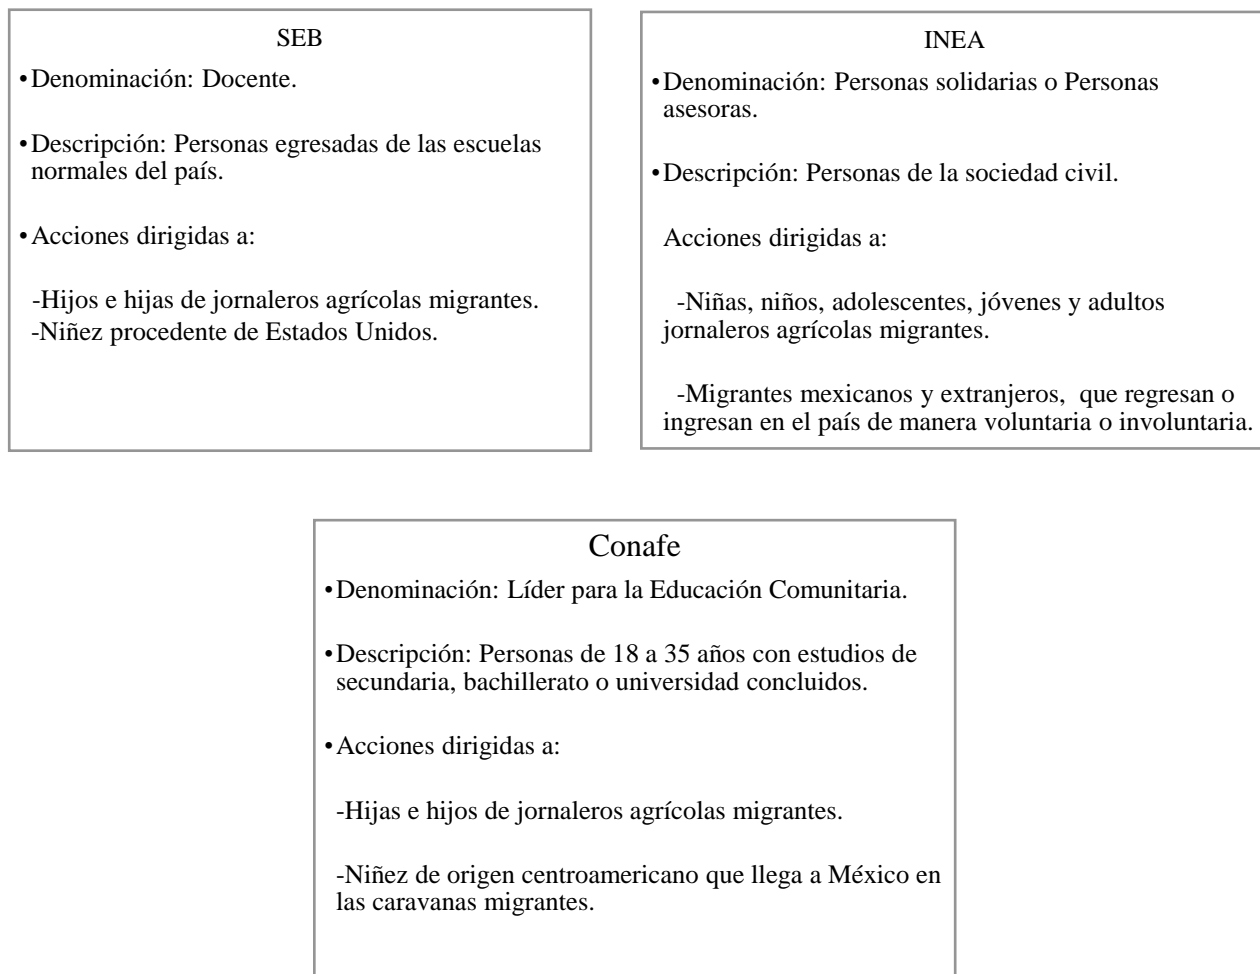 SEB
•Denominación: Docente.
•Descripción: Personas egresadas de las escuelas
normales del país.
•Acciones dirigidas a:
-Hijos e hijas de jornaleros agrícolas migrantes.
-Niñez procedente de Estados Unidos.
INEA
•Denominación: Personas solidarias o Personas
asesoras.
•Descripción: Personas de la sociedad civil.
Acciones dirigidas a:
-Niñas, niños, adolescentes, jóvenes y adultos
jornaleros agrícolas migrantes.
-Migrantes mexicanos y extranjeros, que regresan o
ingresan en el país de manera voluntaria o involuntaria.
Conafe
•Denominación: Líder para la Educación Comunitaria.
•Descripción: Personas de 18 a 35 años con estudios de
secundaria, bachillerato o universidad concluidos.
•Acciones dirigidas a:
-Hijas e hijos de jornaleros agrícolas migrantes.
-Niñez de origen centroamericano que llega a México en
las caravanas migrantes.